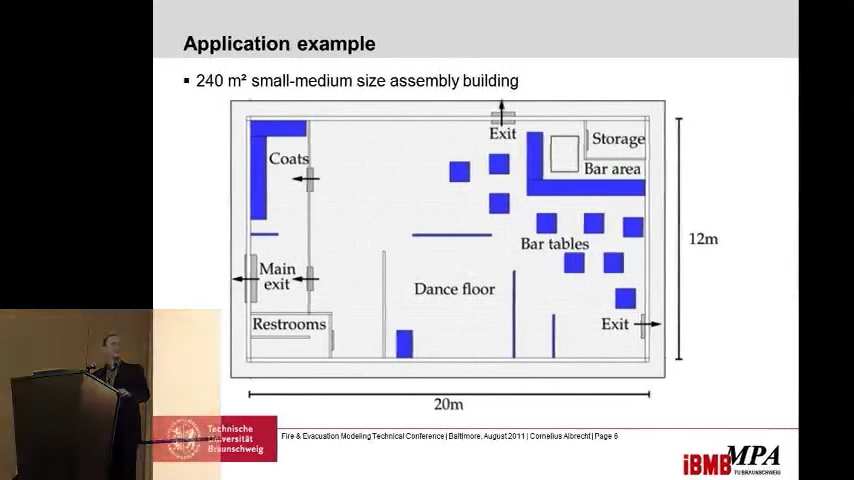 Application example
▪ 240 m² small-medium size assembly building
Exit
Storage
Coats
Bar area
12m
Bar tables
Main
exit
Dance floor
Restrooms
Exit
20m
Technische
Universität
Braunschweig
Fire & Evacuation Modeling Technical Conference | Baltimore, August 2011 | Cornelius Albrecht | Page 6
iBMB MPA
TU BRAUNSCHWEIG